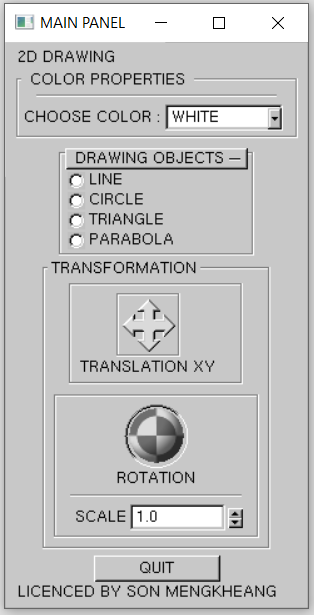 MAIN PANEL
2D DRAWING
COLOR PROPERTIES
CHOOSE COLOR : WHITE
DRAWING OBJECTS
LINE
CIRCLE
TRIANGLE
PARABOLA
TRANSFORMATION
TRANSLATION XY
ROTATION
SCALE 1.0
QUIT
LICENCED BY SON MENGKHEANG